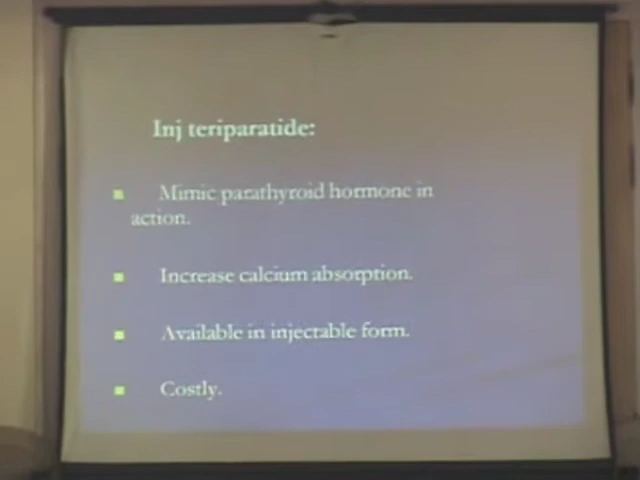 Inj teriparatide:
Mimic parathyroid hormone in
action.
Increase calcium absorption.
Available in injectable form.
Costly.